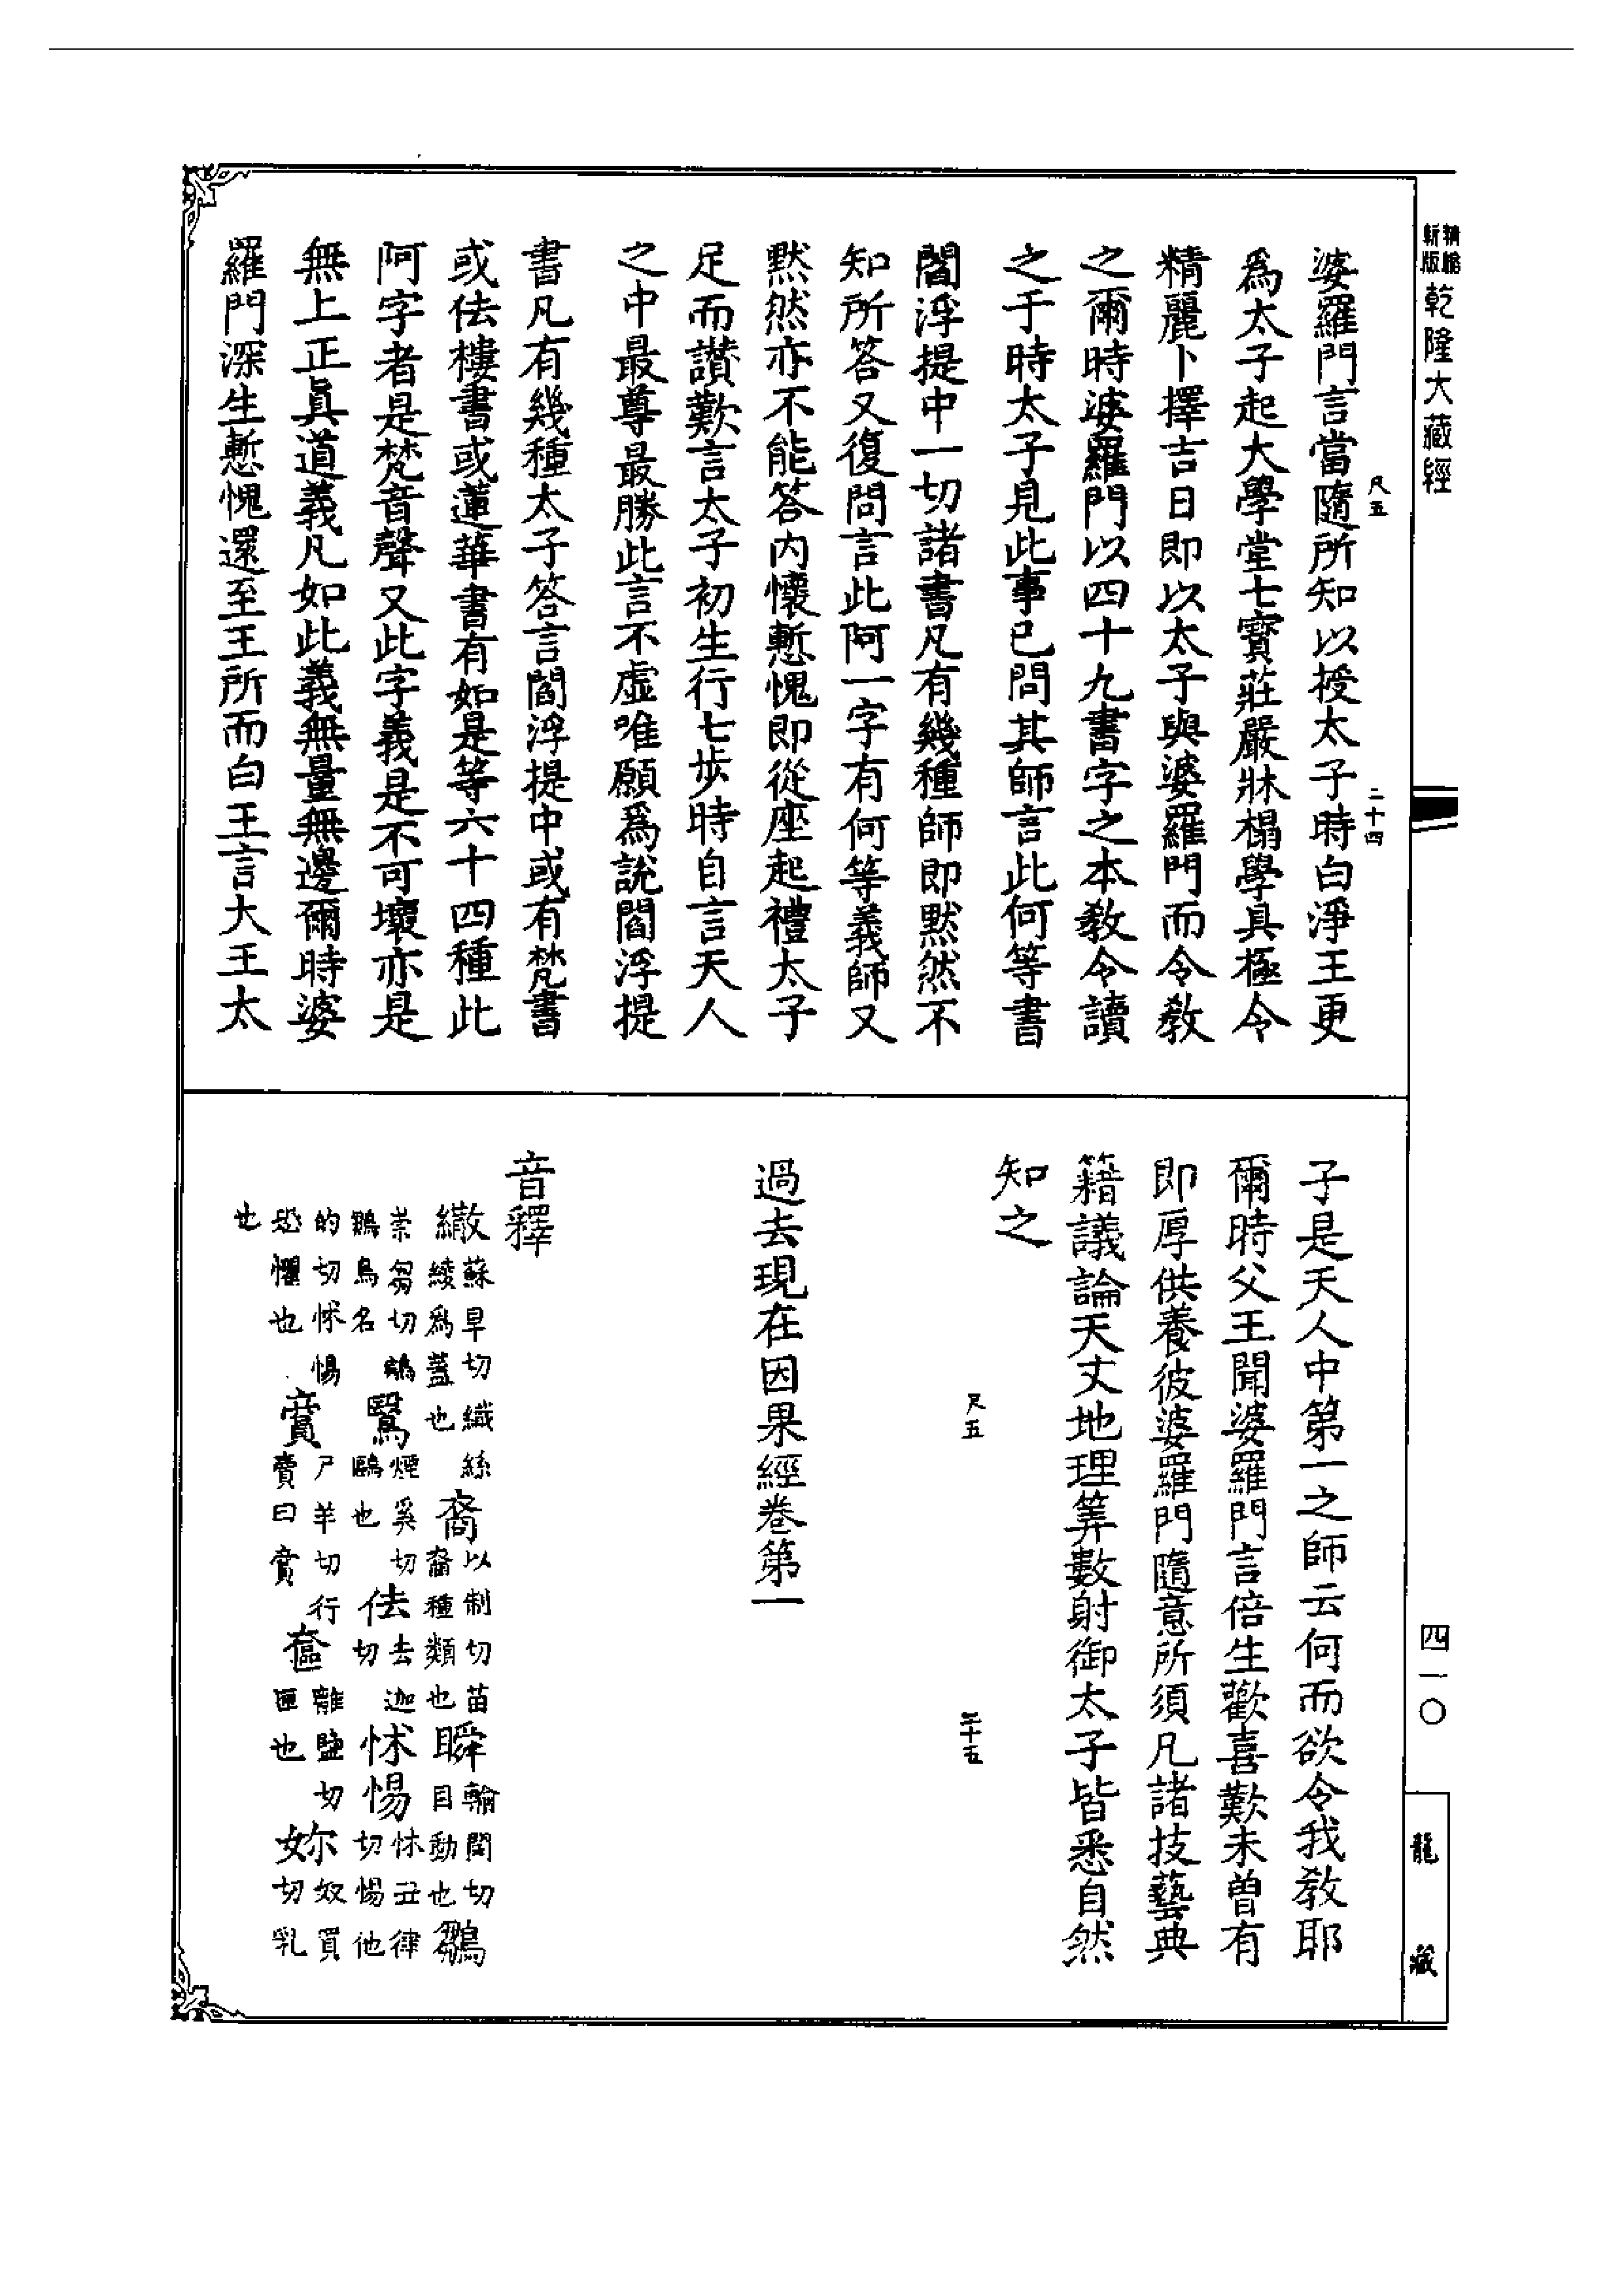 新版
精縮
乾隆大藏經
尺五
二十四
婆羅門言當隨所知以授太子時白淨王更
為太子起大學堂七寶莊嚴牀榻學具極令
精麗卜擇吉日即以太子與婆羅門而令教
之爾時婆羅門以四十九書字之本教令讀
之于時太子見此事已問其師言此何等書
閻浮提中一切諸書凡有幾種師即默然不
知所答又復問言此阿一字有何等義師又
默然亦不能答內懷慙愧即從座起禮太子
足而讚歎言太子初生行七步時自言天人
之中最尊最勝此言不虛唯願為說閻浮提
書凡有幾種太子答言閻浮提中或有梵書
或佉樓書或蓮華書有如是等六十四種此
阿字者是梵音聲又此字義是不可壞亦是
無上正真道義凡如此義無量無邊爾時婆
羅門深生慙愧還至王所而白王言大王太
四一〇
龍藏
子是天人中第一之師云何而欲令我教耶
爾時父王聞婆羅門言倍生歡喜歎未曾有
即厚供養彼婆羅門隨意所須凡諸技藝典
籍議論天文地理筭數射御太子皆悉自然
知之
尺五
二十五
過去現在因果經卷第一
音釋
繖蘇旱切織絲綾為蓋也 裔以制切苗裔種類也 瞬輸閏切目動也 鶵
崇芻切鵷鶵鳥名 鷖煙奚切鷗也 佉去迦切 怵惕怵丑律切惕他
的切怵惕恐懼也 賷尸羊切行賣曰賷 匳離鹽切匣也 妳奴買切乳
也